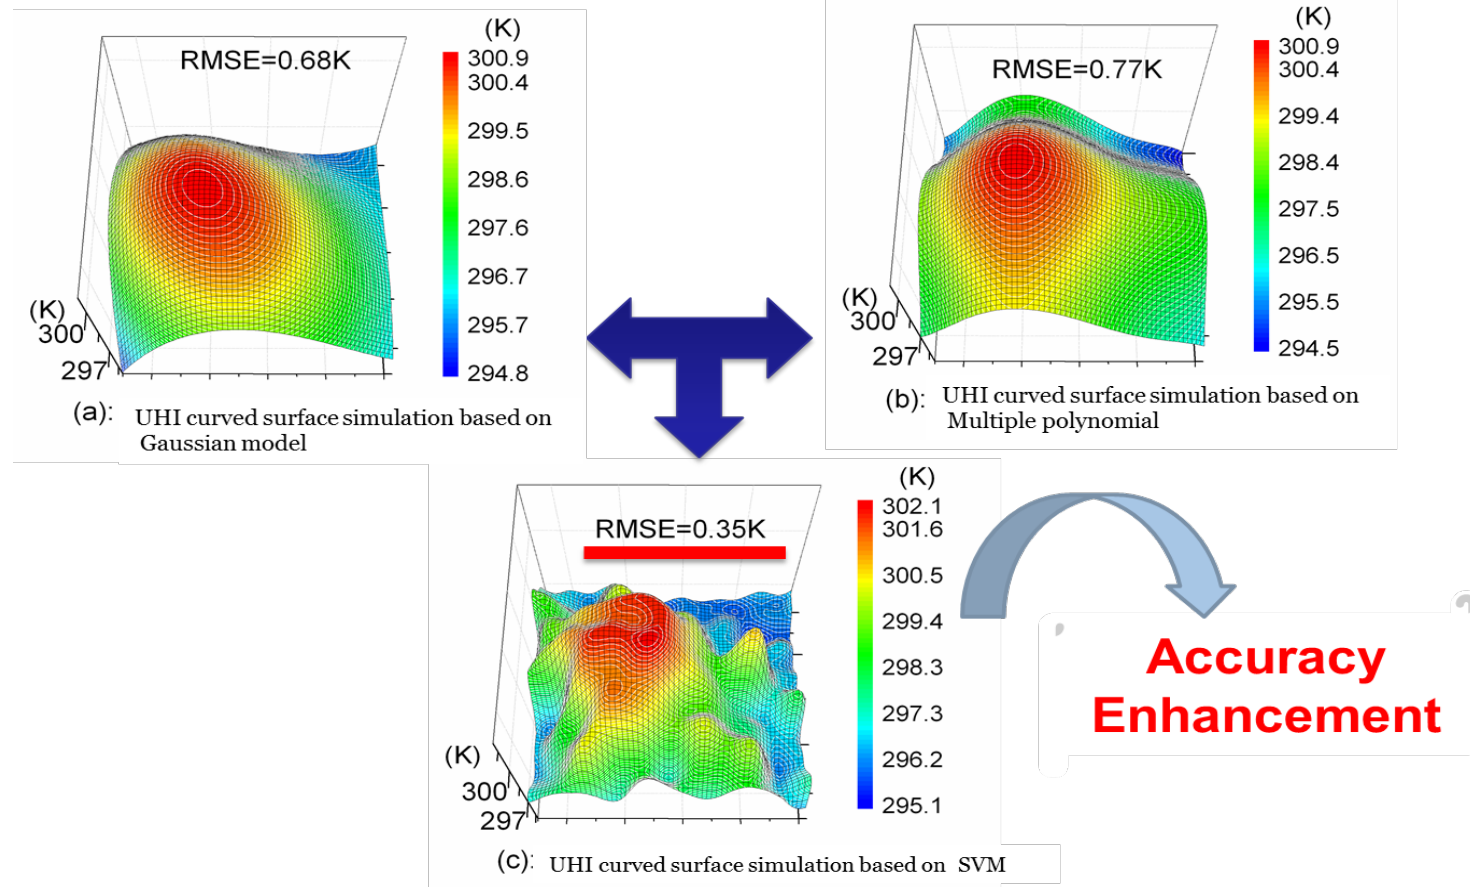 (K)
RMSE=0.68K
300.9
300.4
299.5
298.6
297.6
296.7
295.7
294.8
(K)
300
297
(a): UHI curved surface simulation based on
Gaussian model
(K)
RMSE=0.77K
300.9
300.4
299.4
298.4
297.5
296.5
295.5
294.5
(K)
300
297
(b): UHI curved surface simulation based on
Multiple polynomial
(K)
RMSE=0.35K
302.1
301.6
300.5
299.4
298.3
297.3
296.2
295.1
(K)
300
297
(c): UHI curved surface simulation based on SVM
Accuracy
Enhancement